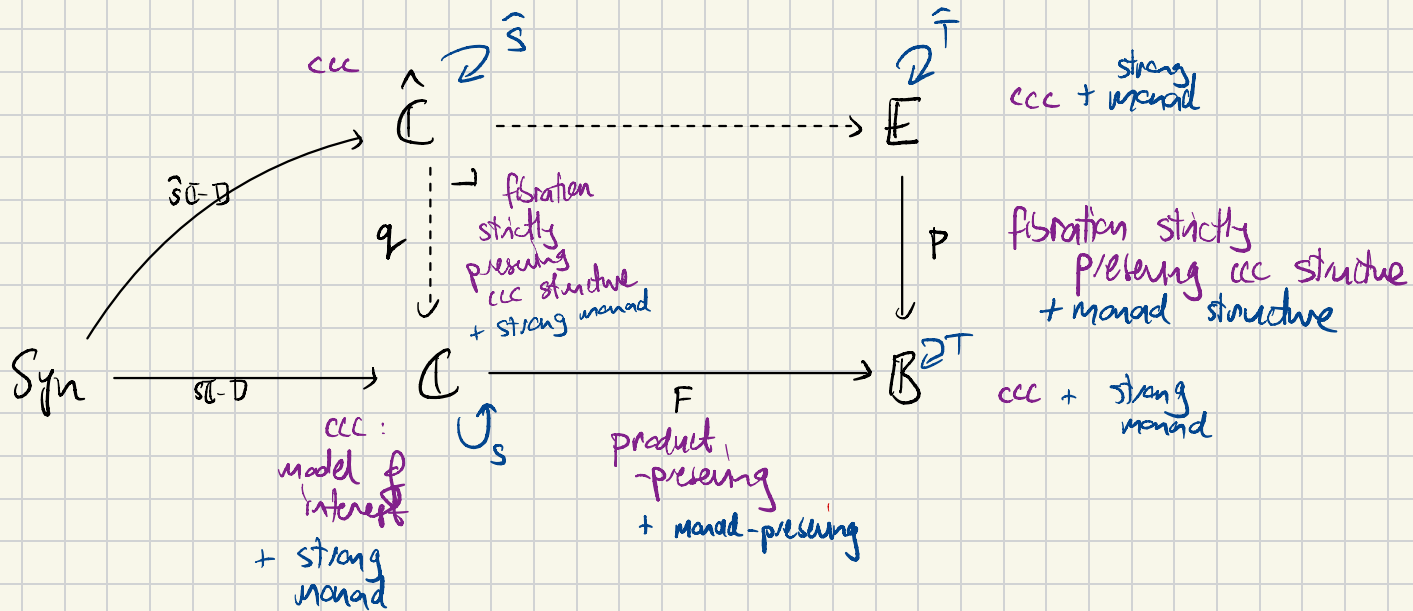 ccc
Ŝ
T̂
Ĉ
E
strong
ccc + monad
ŝ⟦-⟧
q
fibration
strictly
preserving
ccc structure
+ strong monad
p
fibration strictly
preserving ccc structure
+ monad structure
Syn
s⟦-⟧
C
S
F
B
T
ccc + strong
monad
ccc:
model of
interest
+ strong
monad
product
-preserving
+ monad-preserving